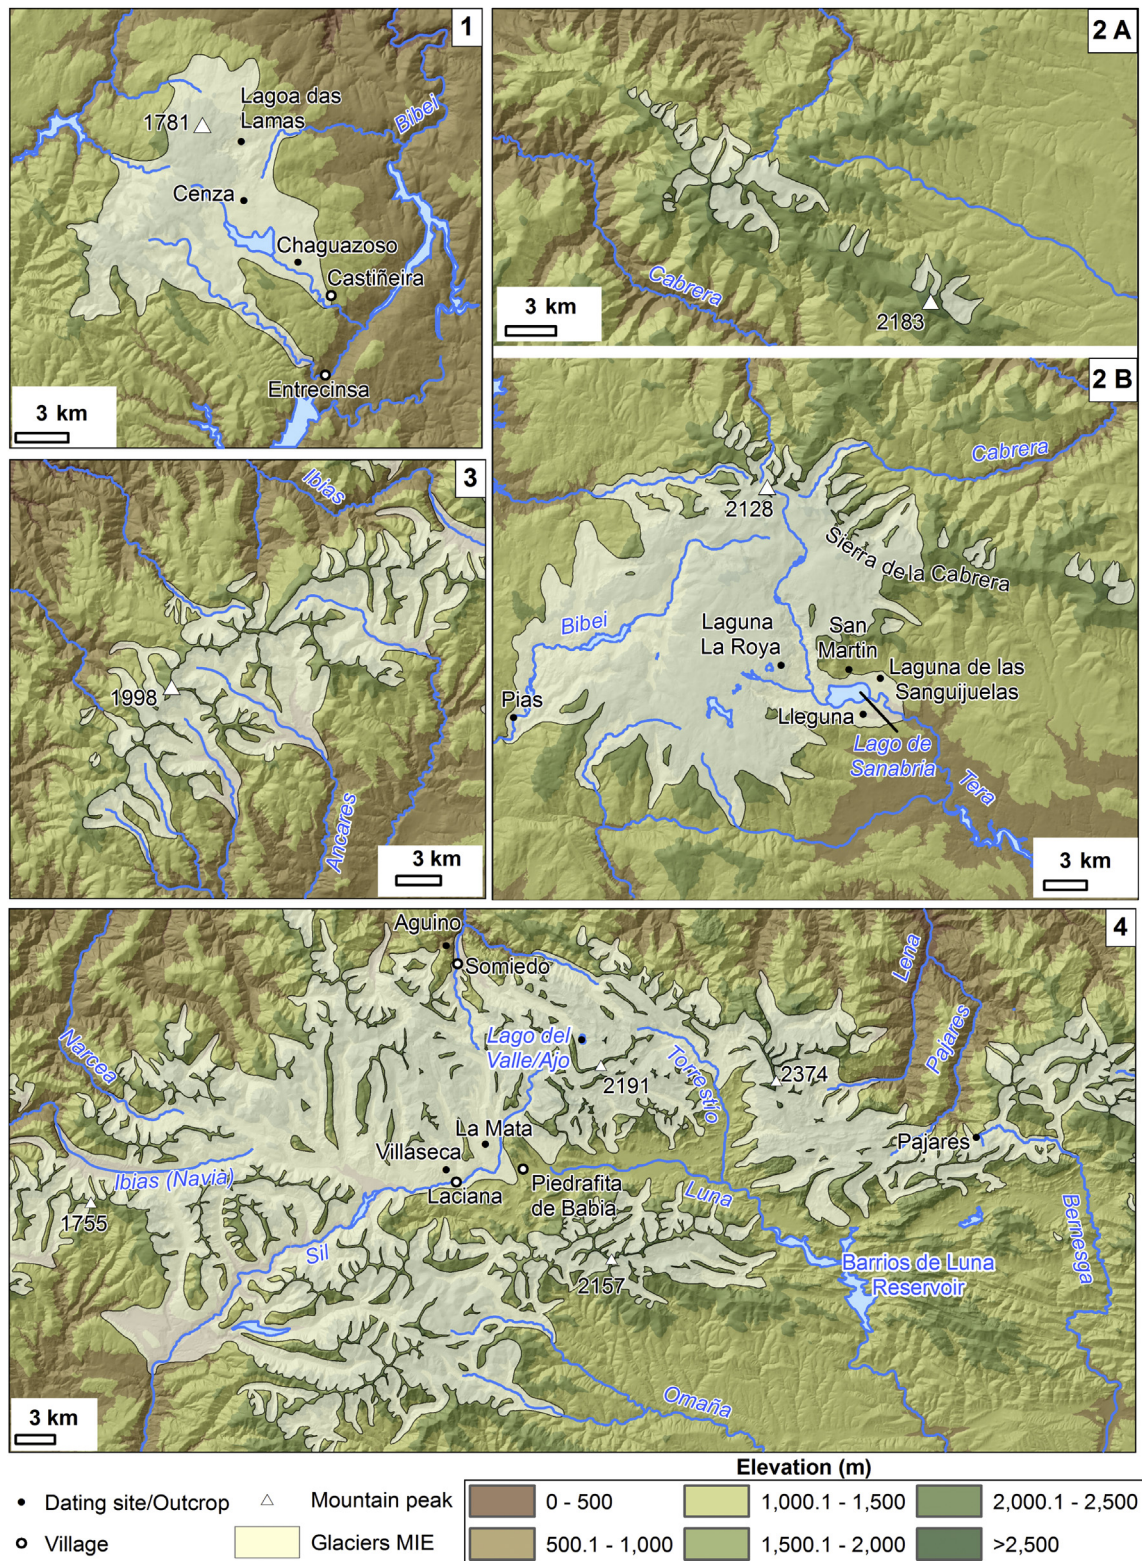 1
Lagoa das
Lamas
1781
Bibei
Cenza
Chaguazoso
Castiñeira
Entrecinsa
3 km
2 A
Cabrera
3 km
2183
2 B
Cabrera
2128
Sierra de la Cabrera
Bibei
Laguna
La Roya
San
Martin
Laguna de las
Sanguijuelas
Pias
Lleguna
Lago de
Sanabria
Tera
3 km
3
Ibias
1998
Ancares
3 km
4
Aguino
Somiedo
Lena
Pajares
Narcea
Lago del
Valle/Ajo
2191
Torrestío
2374
La Mata
Villaseca
Pajares
Ibias (Navia)
Laciana
Piedrafita
de Babia
Luna
1755
Sil
2157
Barrios de Luna
Reservoir
Bernesga
Omaña
3 km
Elevation (m)
Dating site/Outcrop
Mountain peak
0 - 500
1,000.1 - 1,500
2,000.1 - 2,500
Village
Glaciers MIE
500.1 - 1,000
1,500.1 - 2,000
>2,500